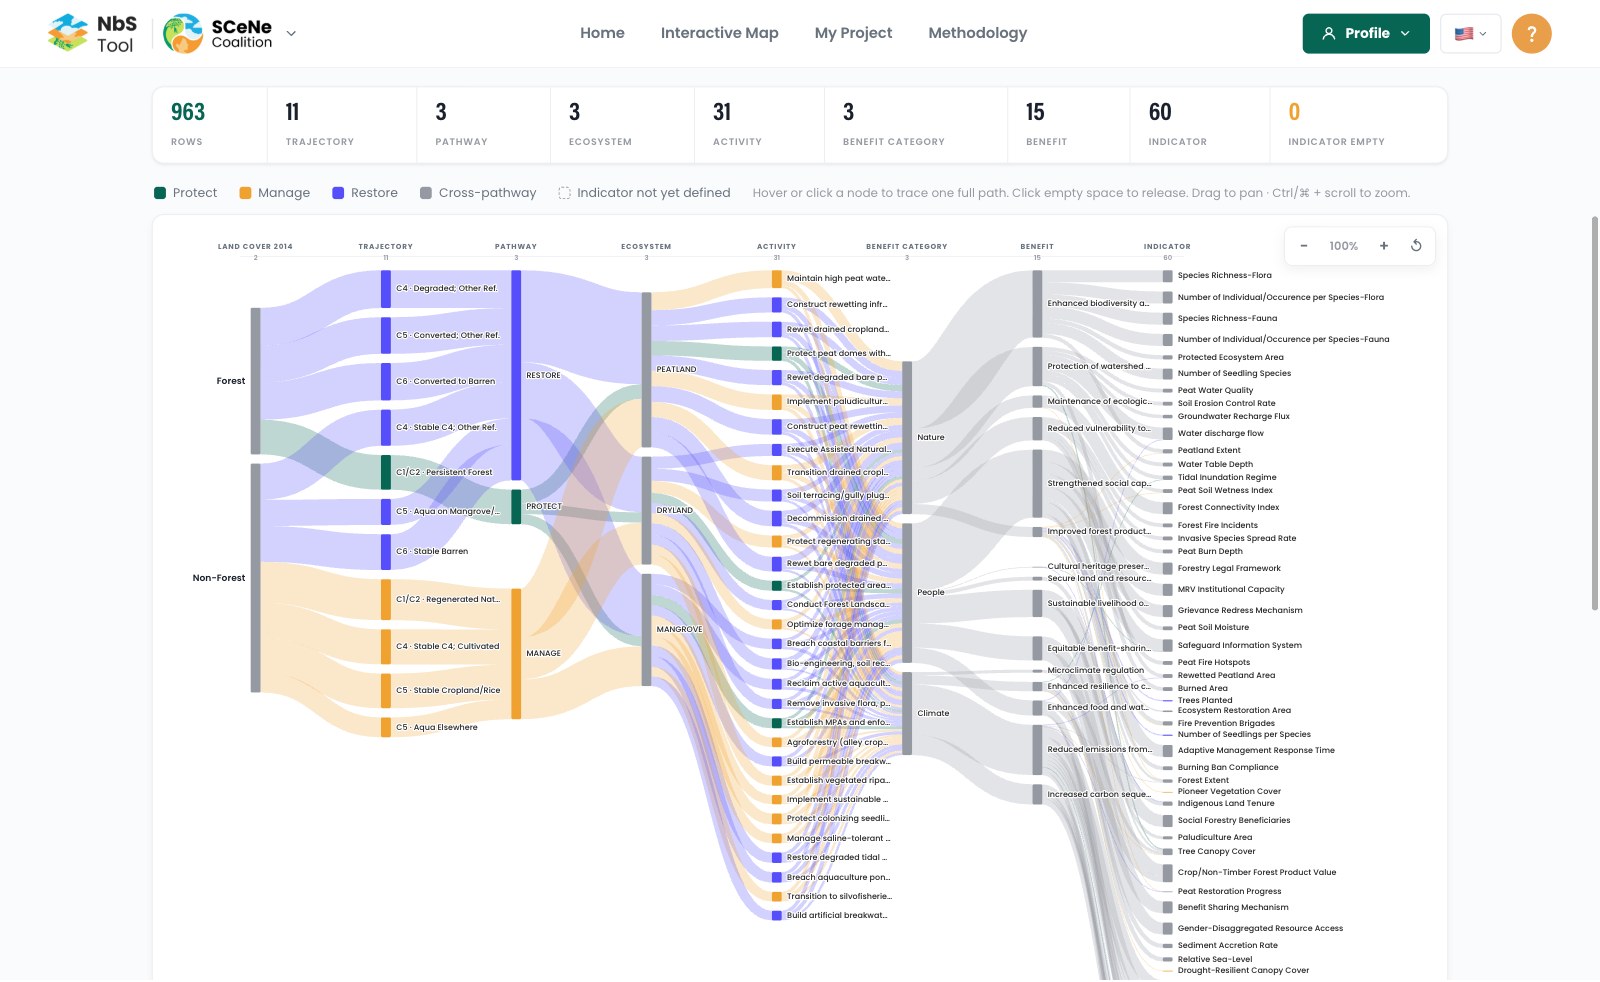 NbS
Tool
SCeNe
Coalition
Home
Interactive Map
My Project
Methodology
Profile
?
963
ROWS
11
TRAJECTORY
3
PATHWAY
3
ECOSYSTEM
31
ACTIVITY
3
BENEFIT CATEGORY
15
BENEFIT
60
INDICATOR
0
INDICATOR EMPTY
Protect
Manage
Restore
Cross-pathway
Indicator not yet defined
Hover or click a node to trace one full path. Click empty space to release. Drag to pan · Ctrl/⌘ + scroll to zoom.
− 100% +
LAND COVER 2014
2
TRAJECTORY
11
PATHWAY
3
ECOSYSTEM
3
ACTIVITY
31
BENEFIT CATEGORY
3
BENEFIT
15
INDICATOR
60
Forest
Non-Forest
C4 · Degraded; Other Ref.
C5 · Converted; Other Ref.
C6 · Converted to Barren
C4 · Stable C4; Other Ref.
C1/C2 · Persistent Forest
C5 · Aqua on Mangrove/...
C6 · Stable Barren
C1/C2 · Regenerated Nat...
C4 · Stable C4; Cultivated
C5 · Stable Cropland/Rice
C5 · Aqua Elsewhere
RESTORE
PROTECT
MANAGE
PEATLAND
DRYLAND
MANGROVE
Maintain high peat wate...
Construct rewetting infr...
Rewet drained cropland...
Protect peat domes with...
Rewet degraded bare p...
Implement paludicultur...
Construct peat rewettin...
Execute Assisted Natural...
Transition drained cropl...
Soil terracing/gully plug...
Decommission drained ...
Protect regenerating sta...
Rewet bare degraded p...
Establish protected area...
Conduct Forest Landsca...
Optimize forage manag...
Breach coastal barriers f...
Bio-engineering, soil rec...
Reclaim active aquacult...
Remove invasive flora, p...
Establish MPAs and enfo...
Agroforestry (alley crop...
Build permeable breakw...
Establish vegetated ripa...
Implement sustainable ...
Protect colonizing seedli...
Manage saline-tolerant ...
Restore degraded tidal ...
Breach aquaculture pon...
Transition to silvofisherie...
Build artificial breakwat...
Nature
People
Climate
Enhanced biodiversity a...
Protection of watershed ...
Maintenance of ecologic...
Reduced vulnerability to...
Strengthened social cap...
Improved forest product...
Cultural heritage preser...
Secure land and resourc...
Sustainable livelihood o...
Equitable benefit-sharin...
Microclimate regulation
Enhanced resilience to c...
Enhanced food and wat...
Reduced emissions from...
Increased carbon seque...
Species Richness-Flora
Number of Individual/Occurence per Species-Flora
Species Richness-Fauna
Number of Individual/Occurence per Species-Fauna
Protected Ecosystem Area
Number of Seedling Species
Peat Water Quality
Soil Erosion Control Rate
Groundwater Recharge Flux
Water discharge flow
Peatland Extent
Water Table Depth
Tidal Inundation Regime
Peat Soil Wetness Index
Forest Connectivity Index
Forest Fire Incidents
Invasive Species Spread Rate
Peat Burn Depth
Forestry Legal Framework
MRV Institutional Capacity
Grievance Redress Mechanism
Peat Soil Moisture
Safeguard Information System
Peat Fire Hotspots
Rewetted Peatland Area
Burned Area
Trees Planted
Ecosystem Restoration Area
Fire Prevention Brigades
Number of Seedlings per Species
Adaptive Management Response Time
Burning Ban Compliance
Forest Extent
Pioneer Vegetation Cover
Indigenous Land Tenure
Social Forestry Beneficiaries
Paludiculture Area
Tree Canopy Cover
Crop/Non-Timber Forest Product Value
Peat Restoration Progress
Benefit Sharing Mechanism
Gender-Disaggregated Resource Access
Sediment Accretion Rate
Relative Sea-Level
Drought-Resilient Canopy Cover